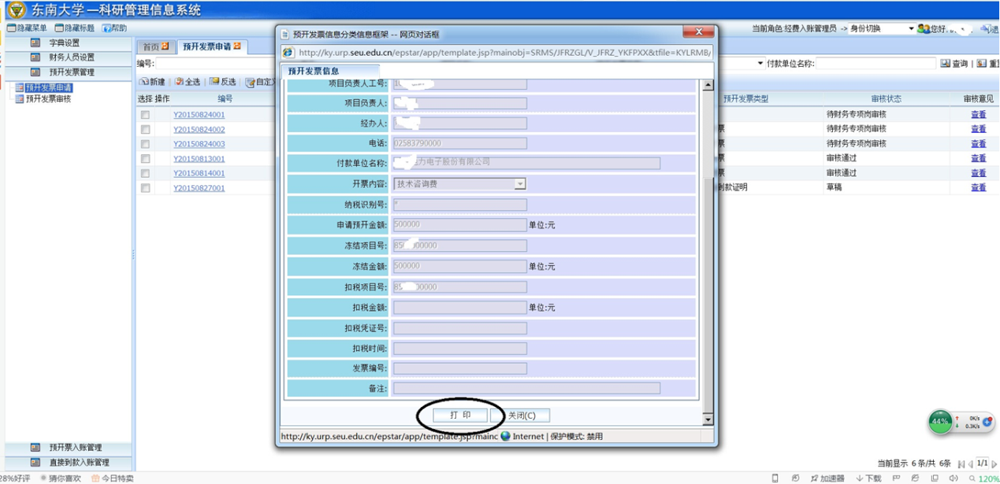 东南大学—科研管理信息系统
隐藏菜单 隐藏标题 帮助
当前角色:经费入账管理员 -> 身份切换 您好
字典设置
财务人员设置
预开发票管理
预开发票申请
预开发票审核
预开票入账管理
直接到款入账管理
首页 预开发票申请
编号: 付款单位名称: 查询
新建 全选 反选 自定义
选择 操作 编号 预开发票类型 审核状态 审核意见
Y20150824001 待财务专项岗审核 查看
Y20150824002 票 待财务专项岗审核 查看
Y20150824003 票 待财务专项岗审核 查看
Y20150813001 票 审核通过 查看
Y20150814001 票 审核通过 查看
Y20150827001 到款证明 草稿 查看
预开发票信息分类信息框架 -- 网页对话框
http://ky.urp.seu.edu.cn/epstar/app/template.jsp?mainobj=SRMS/JFRZGL/V_JFRZ_YKFPXX&tfile=KYLRMB/
预开发票信息
项目负责人工号:
项目负责人:
经办人:
电话: 02583790000
付款单位名称: 力电子股份有限公司
开票内容: 技术咨询费
纳税识别号: *
申请预开金额: 500000 单位:元
冻结项目号: 85 00000
冻结金额: 500000 单位:元
扣税项目号: 85 00000
扣税金额: 单位:元
扣税凭证号:
扣税时间:
发票编号:
备注:
打 印 关闭(C)
http://ky.urp.seu.edu.cn/epstar/app/template.jsp?mainc Internet | 保护模式: 禁用
44% 0K/s
0.3K/s
当前显示 6 条/共 6条 1/1
28%好评 猜你喜欢 今日特卖 加速器 下载 120%